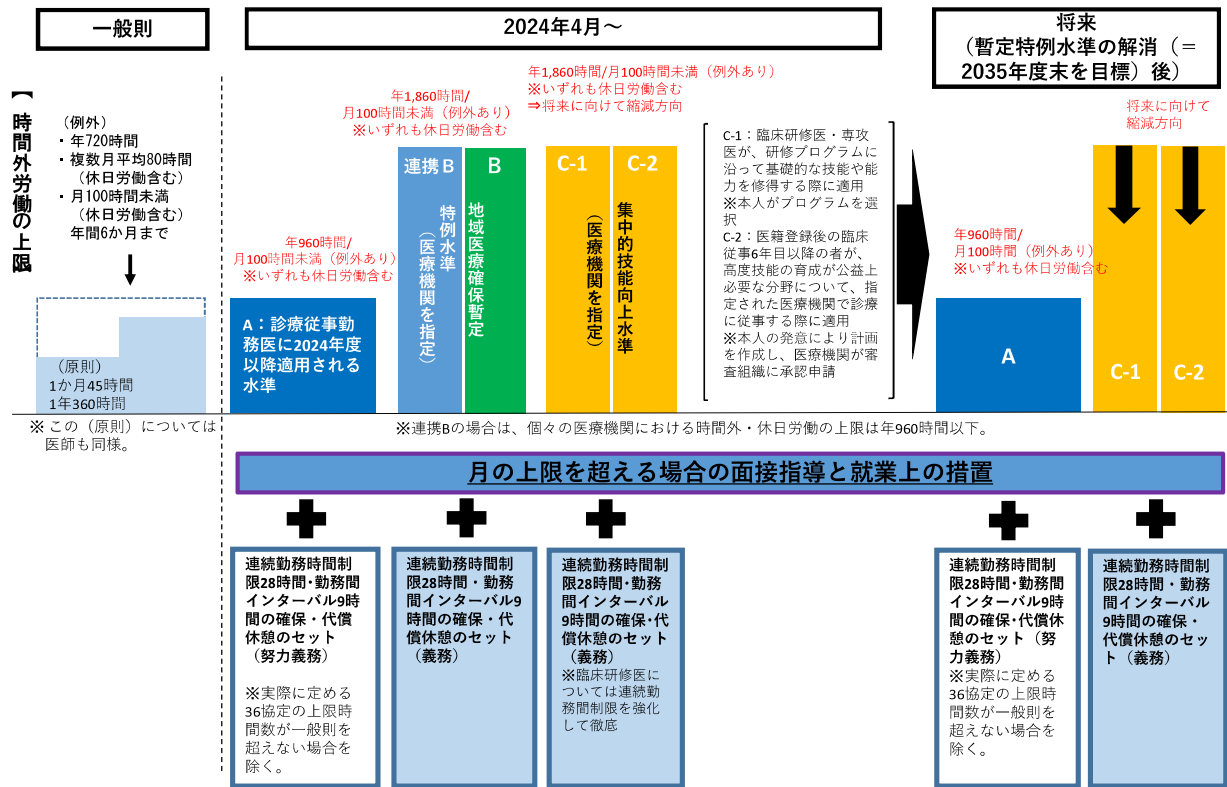 一般則
2024年4月～
将来
（暫定特例水準の解消（＝
2035年度末を目標）後）
【時間外労働の上限】
（例外）
・年720時間
・複数月平均80時間
（休日労働含む）
・月100時間未満
（休日労働含む）
年間6か月まで
（原則）
1か月45時間
1年360時間
※ この（原則）については
医師も同様。
年960時間/
月100時間未満（例外あり）
※いずれも休日労働含む
A：診療従事勤
務医に2024年度
以降適用される
水準
年1,860時間/
月100時間未満（例外あり）
※いずれも休日労働含む
連携B
B
地域医療確保暫定
特例水準
（医療機関を指定）
年1,860時間/月100時間未満（例外あり）
※いずれも休日労働含む
⇒将来に向けて縮減方向
C-1
C-2
集中的技能向上水準
（医療機関を指定）
C-1：臨床研修医・専攻
医が、研修プログラムに
沿って基礎的な技能や能
力を修得する際に適用
※本人がプログラムを選
択
C-2：医籍登録後の臨床
従事6年目以降の者が、
高度技能の育成が公益上
必要な分野について、指
定された医療機関で診療
に従事する際に適用
※本人の発意により計画
を作成し、医療機関が審
査組織に承認申請
将来に向けて
縮減方向
年960時間/
月100時間（例外あり）
※いずれも休日労働含む
A
C-1
C-2
※連携Bの場合は、個々の医療機関における時間外・休日労働の上限は年960時間以下。
月の上限を超える場合の面接指導と就業上の措置
連続勤務時間制
限28時間･勤務間
インターバル9時
間の確保・代償
休憩のセット
（努力義務）
※実際に定める
36協定の上限時
間数が一般則を
超えない場合を
除く。
連続勤務時間制
限28時間・勤務
間インターバル9
時間の確保・代
償休憩のセット
（義務）
連続勤務時間制
限28時間･勤務
間インターバル
9時間の確保･代
償休憩のセット
（義務）
※臨床研修医に
ついては連続勤
務間制限を強化
して徹底
連続勤務時間制
限28時間･勤務間
インターバル9時
間の確保･代償休
憩のセット（努
力義務）
※実際に定める
36協定の上限時
間数が一般則を
超えない場合を
除く。
連続勤務時間制
限28時間・勤務
間インターバル
9時間の確保・
代償休憩のセッ
ト（義務）